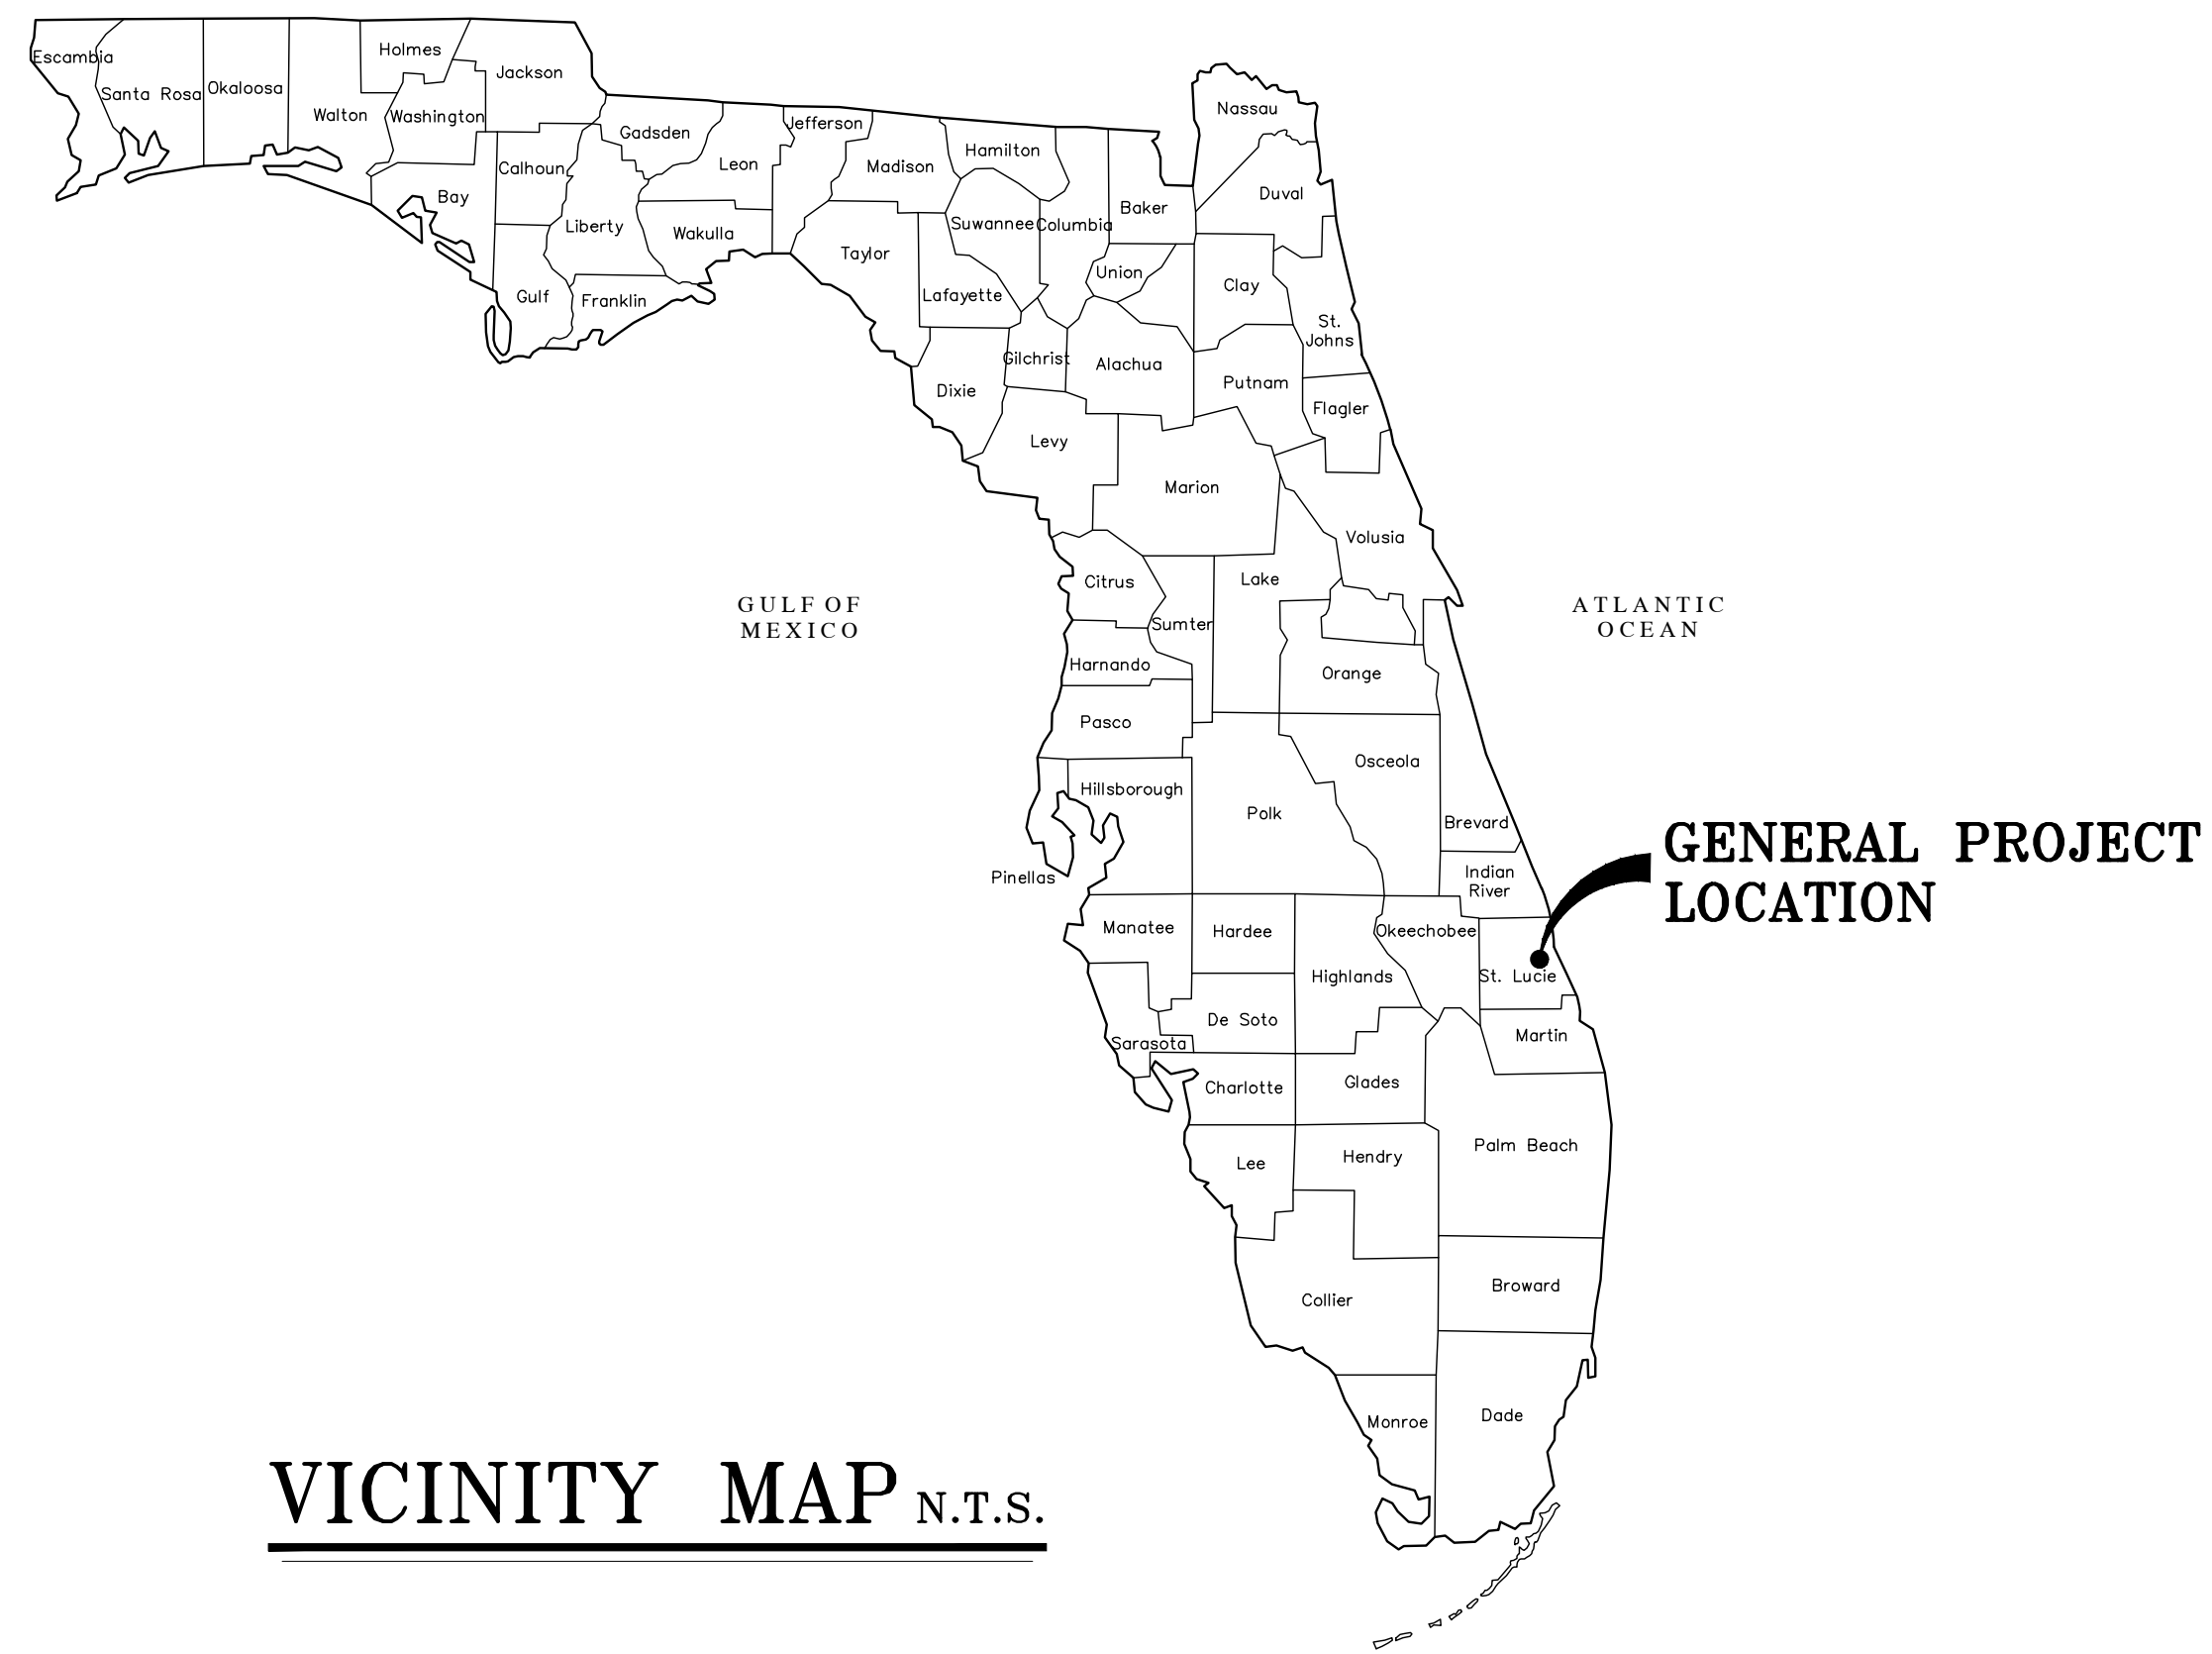 Escambia
Santa Rosa
Okaloosa
Walton
Holmes
Washington
Jackson
Bay
Calhoun
Gulf
Liberty
Franklin
Gadsden
Leon
Wakulla
Jefferson
Madison
Taylor
Hamilton
Suwannee
Lafayette
Columbia
Baker
Union
Nassau
Duval
Clay
St.
Johns
Gilchrist
Alachua
Putnam
Flagler
Dixie
Levy
Marion
Volusia
Citrus
Lake
Sumter
Harnando
Orange
Pasco
Osceola
Hillsborough
Polk
Brevard
Pinellas
Indian
River
Manatee
Hardee
Okeechobee
Highlands
St. Lucie
De Soto
Sarasota
Martin
Charlotte
Glades
Lee
Hendry
Palm Beach
Collier
Broward
Monroe
Dade
GULF OF
MEXICO
ATLANTIC
OCEAN
GENERAL PROJECT
LOCATION
VICINITY MAP N.T.S.